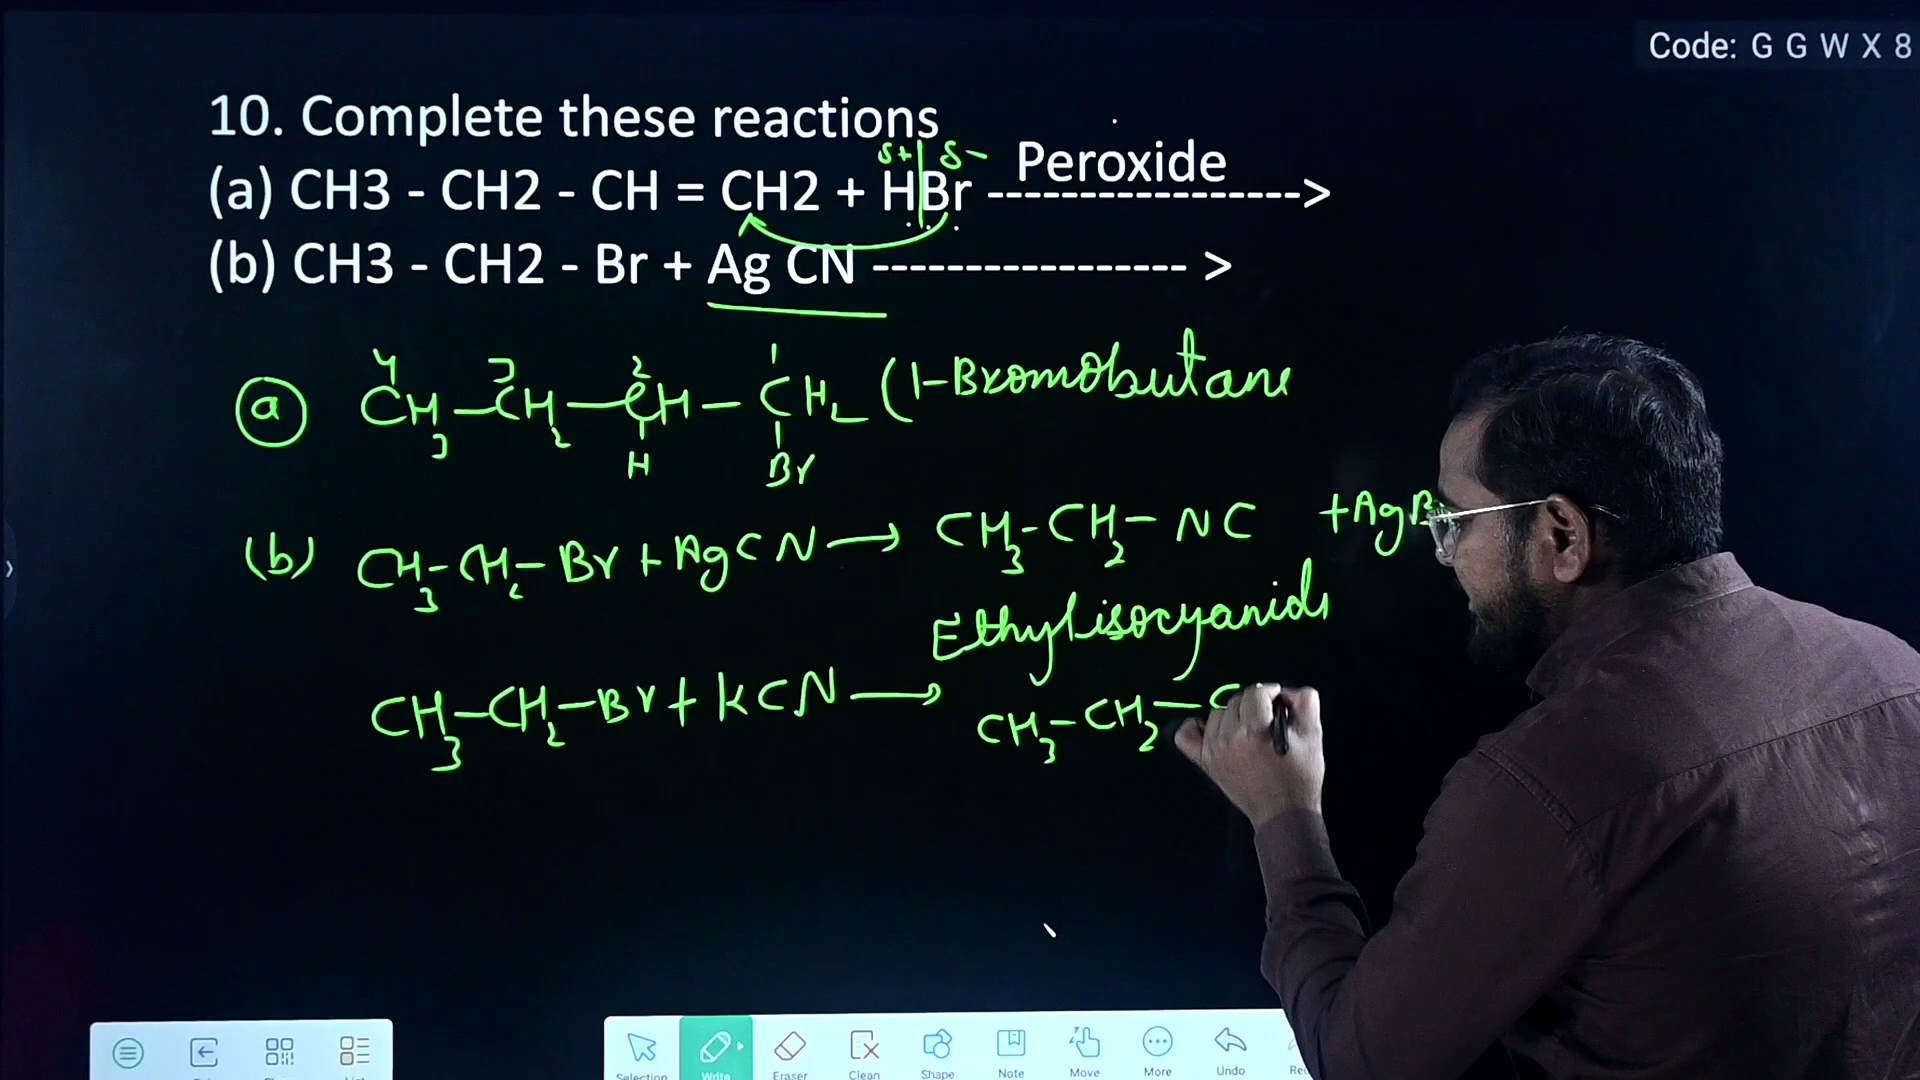 Code: G G W X 8
10. Complete these reactions
δ+ δ-
Peroxide
(a) CH3 - CH2 - CH = CH2 + HBr ----------------->
(b) CH3 - CH2 - Br + Ag CN ----------------- >
4 3 2 1
(a) CH3-CH2-CH-CH2 (1-Bromobutane
H Br
(b) CH3-CH2-Br + AgCN → CH3-CH2-NC + AgB
Ethylisocyanide
CH3-CH2-Br + KCN → CH3-CH2-C
Selection Write Eraser Clean Shape Note Move More Undo